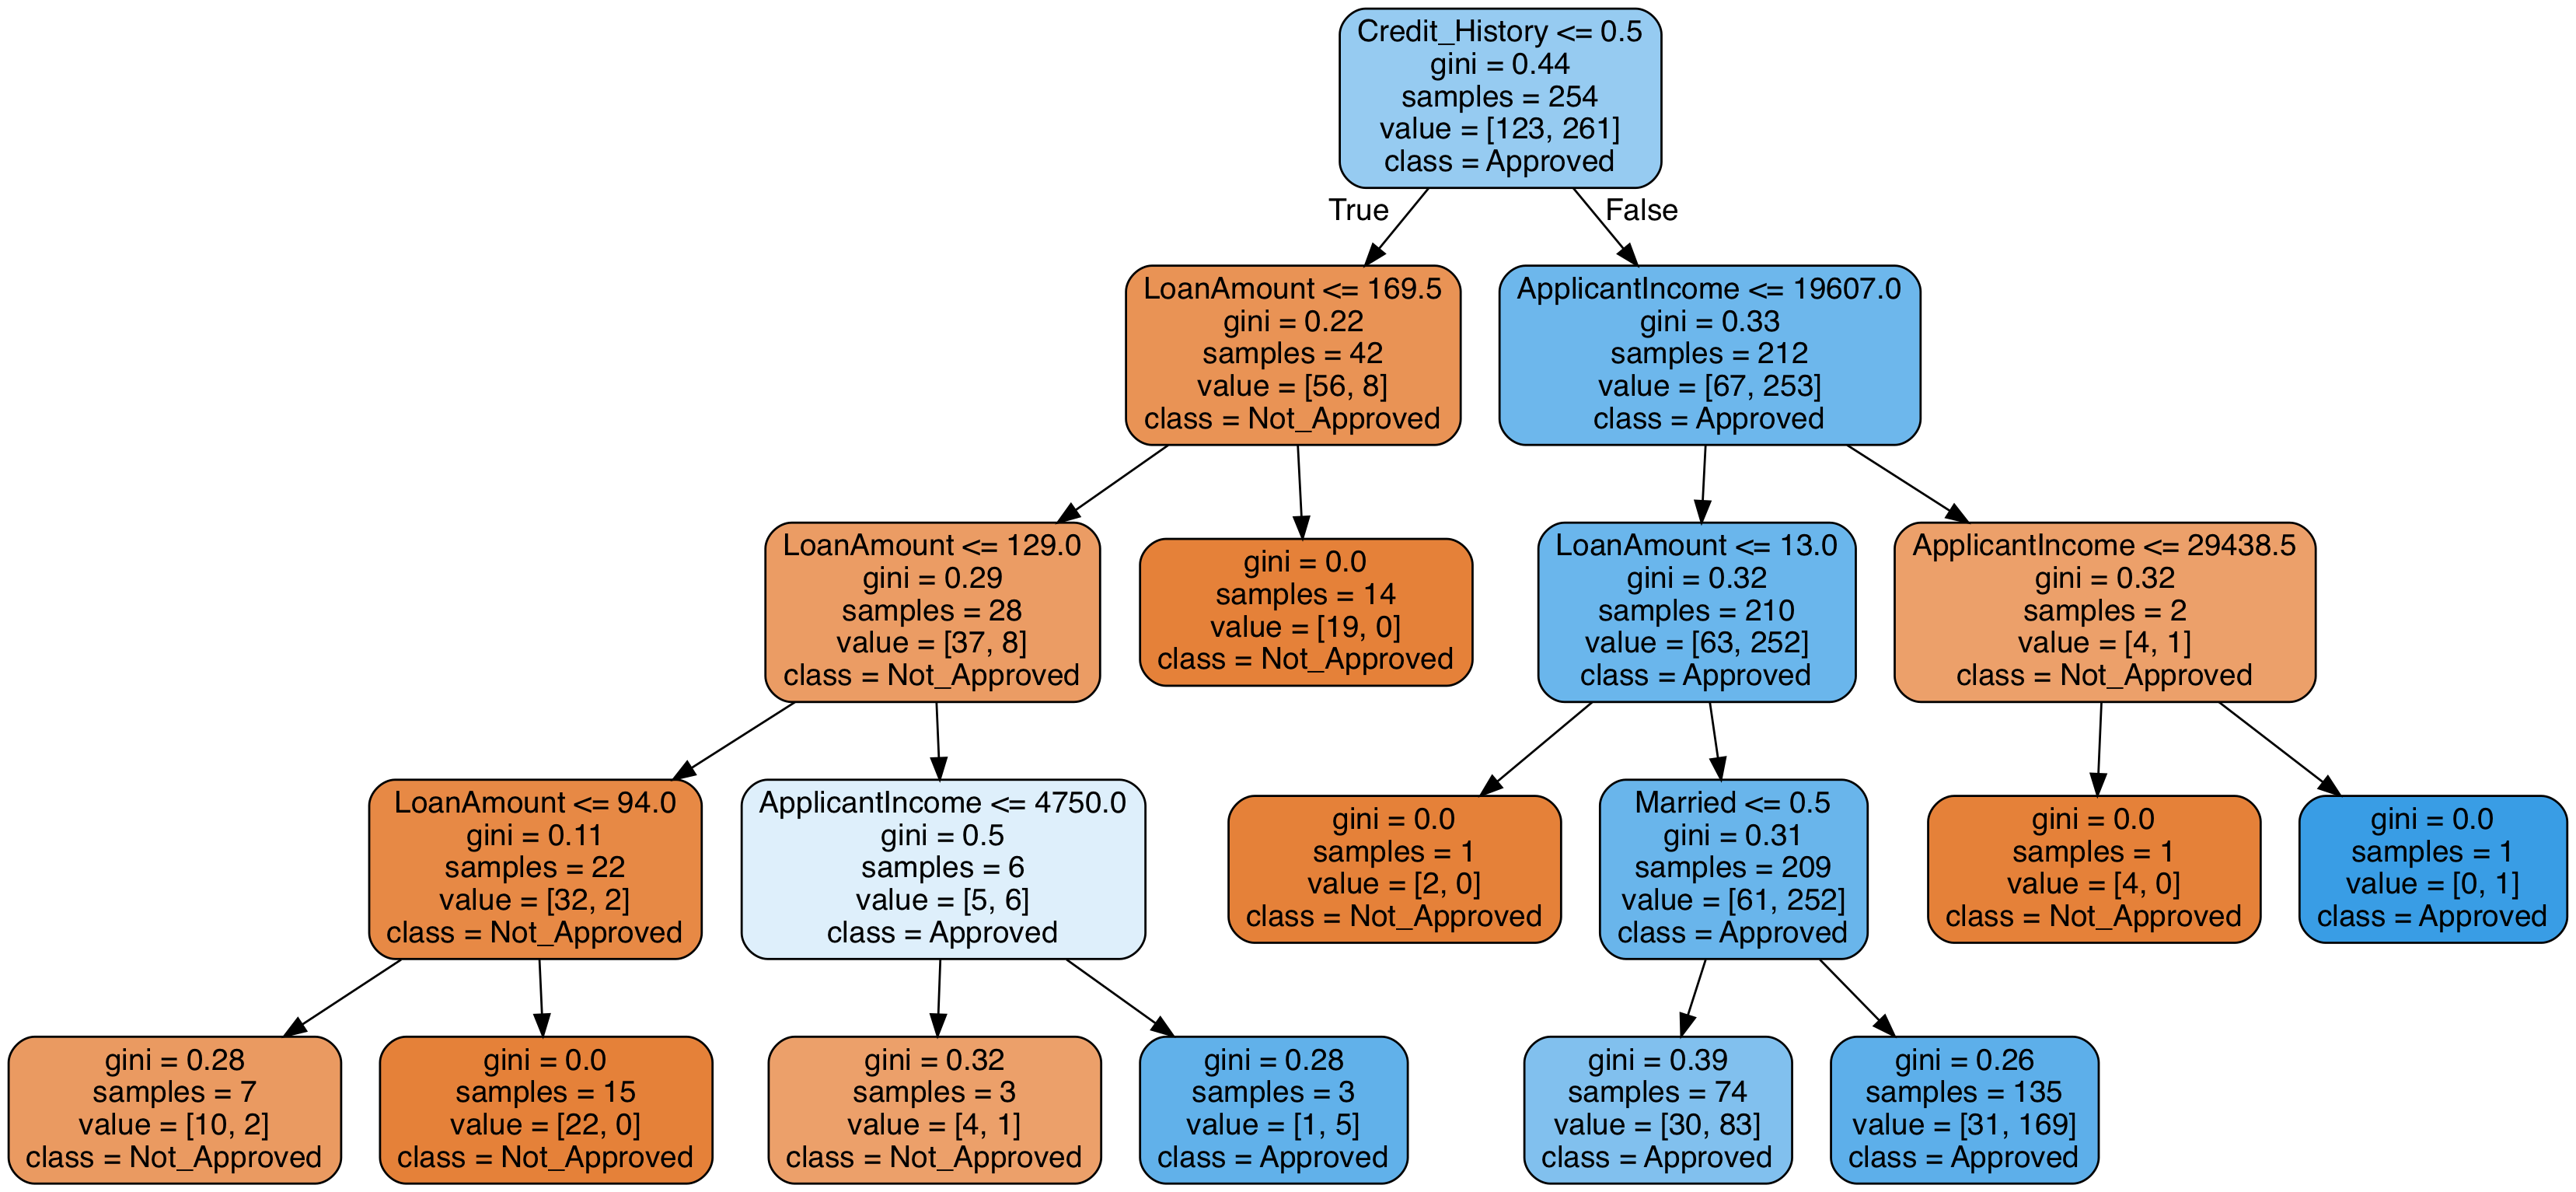 Credit_History <= 0.5
gini = 0.44
samples = 254
value = [123, 261]
class = Approved
True
False
LoanAmount <= 169.5
gini = 0.22
samples = 42
value = [56, 8]
class = Not_Approved
ApplicantIncome <= 19607.0
gini = 0.33
samples = 212
value = [67, 253]
class = Approved
LoanAmount <= 129.0
gini = 0.29
samples = 28
value = [37, 8]
class = Not_Approved
gini = 0.0
samples = 14
value = [19, 0]
class = Not_Approved
LoanAmount <= 13.0
gini = 0.32
samples = 210
value = [63, 252]
class = Approved
ApplicantIncome <= 29438.5
gini = 0.32
samples = 2
value = [4, 1]
class = Not_Approved
LoanAmount <= 94.0
gini = 0.11
samples = 22
value = [32, 2]
class = Not_Approved
ApplicantIncome <= 4750.0
gini = 0.5
samples = 6
value = [5, 6]
class = Approved
gini = 0.0
samples = 1
value = [2, 0]
class = Not_Approved
Married <= 0.5
gini = 0.31
samples = 209
value = [61, 252]
class = Approved
gini = 0.0
samples = 1
value = [4, 0]
class = Not_Approved
gini = 0.0
samples = 1
value = [0, 1]
class = Approved
gini = 0.28
samples = 7
value = [10, 2]
class = Not_Approved
gini = 0.0
samples = 15
value = [22, 0]
class = Not_Approved
gini = 0.32
samples = 3
value = [4, 1]
class = Not_Approved
gini = 0.28
samples = 3
value = [1, 5]
class = Approved
gini = 0.39
samples = 74
value = [30, 83]
class = Approved
gini = 0.26
samples = 135
value = [31, 169]
class = Approved